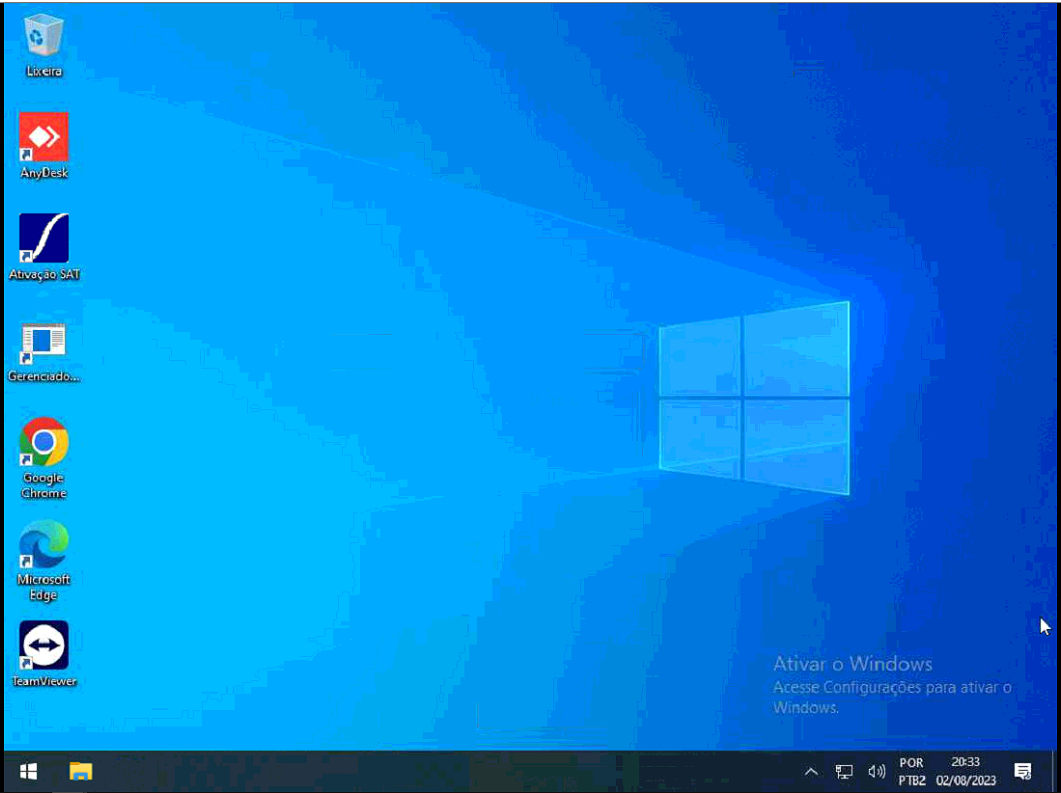 Lixeira
AnyDesk
Ativação SAT
Gerenciado...
Google
Chrome
Microsoft
Edge
TeamViewer
Ativar o Windows
Acesse Configurações para ativar o
Windows.
POR
PTB2
20:33
02/08/2023